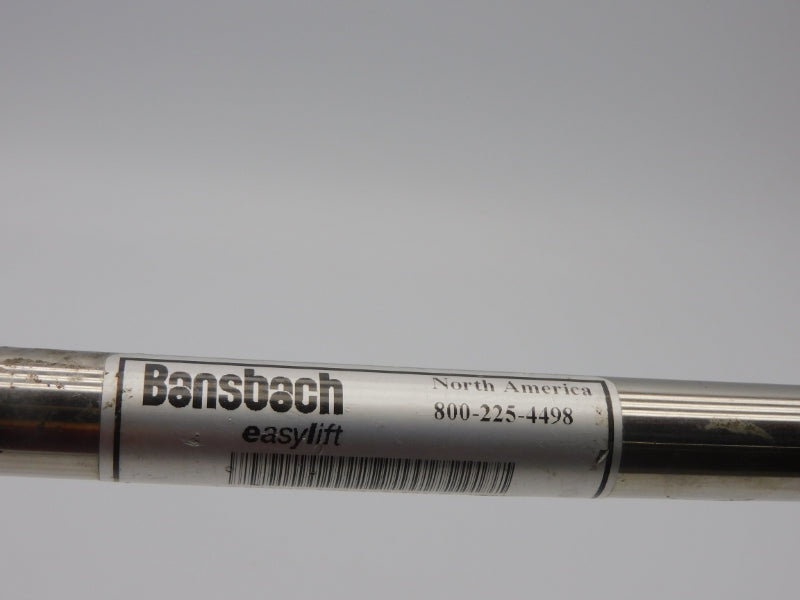 Bansbach
easylift
North America
800-225-4498